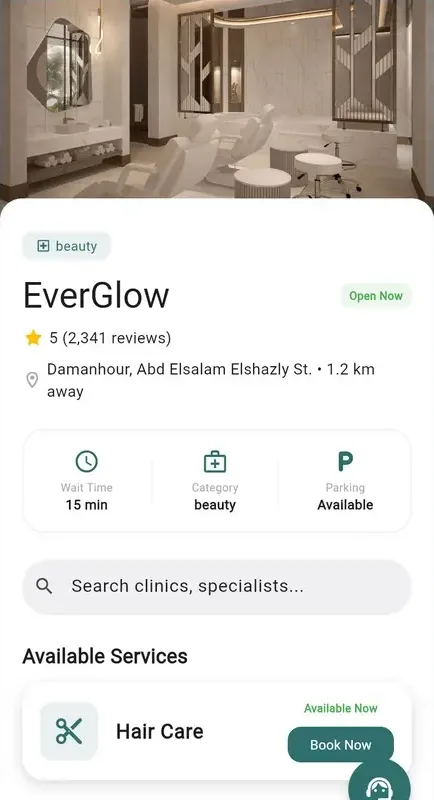 beauty
EverGlow
Open Now
5 (2,341 reviews)
Damanhour, Abd Elsalam Elshazly St. • 1.2 km
away
Wait Time
15 min
Category
beauty
P
Parking
Available
Search clinics, specialists...
Available Services
Available Now
Hair Care
Book Now